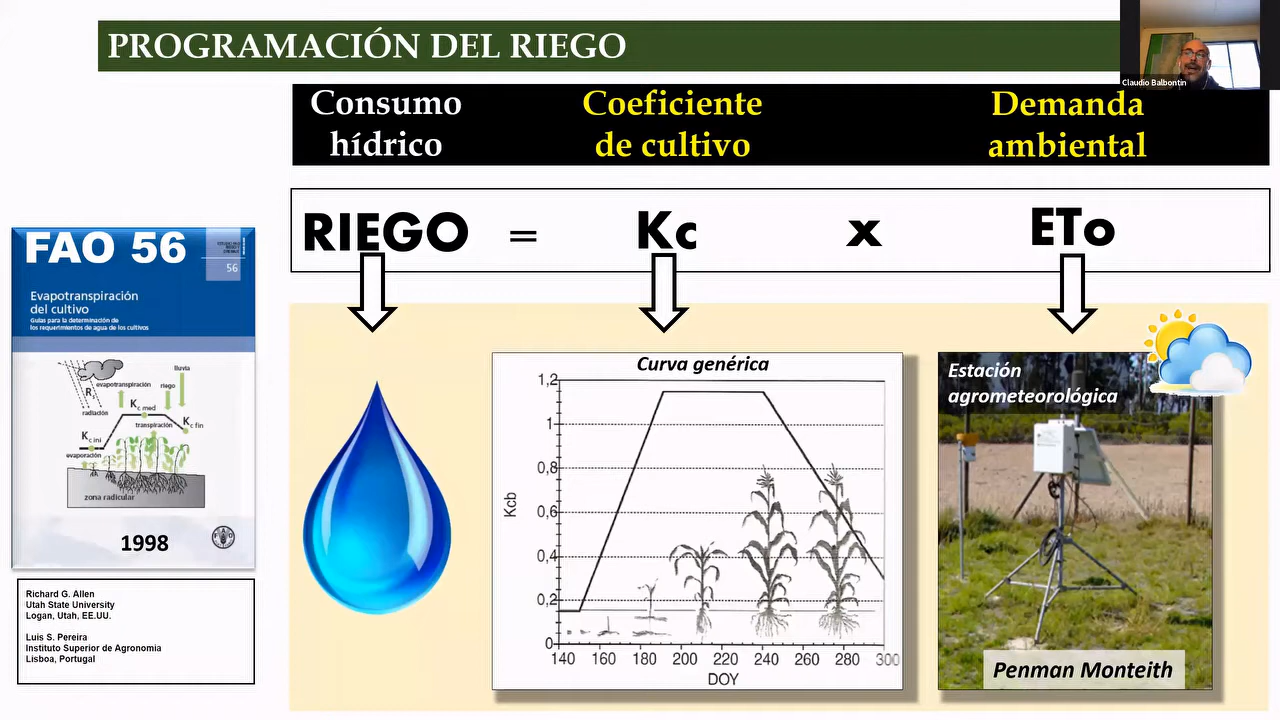 PROGRAMACIÓN DEL RIEGO
Claudio Balbontin
Consumo
hídrico
Coeficiente
de cultivo
Demanda
ambiental
RIEGO = Kc x ETo
FAO 56
56
Evapotranspiración
del cultivo
Guías para la determinación de
los requerimientos de agua de los cultivos
lluvia
evapotranspiración
riego
radiación
K c med
K c fin
transpiración
K c ini
evaporación
zona radicular
1998
Richard G. Allen
Utah State University
Logan, Utah, EE.UU.
Luis S. Pereira
Instituto Superior de Agronomia
Lisboa, Portugal
Curva genérica
1,2
1
0,8
0,6
0,4
0,2
0
Kcb
140 160 180 200 220 240 260 280 300
DOY
Estación
agrometeorológica
Penman Monteith